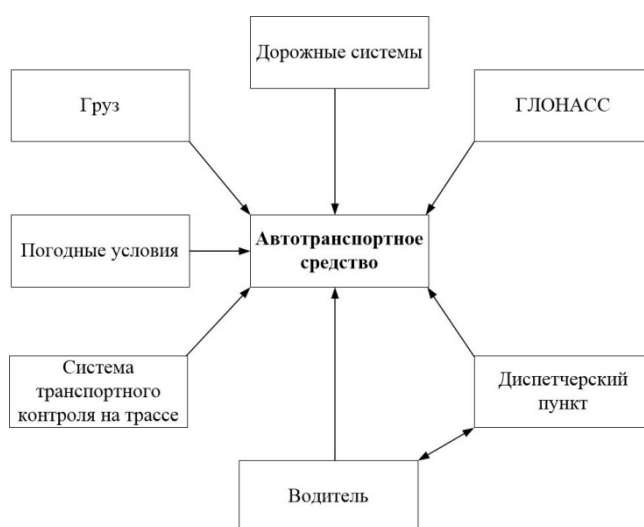 Дорожные системы
Груз
ГЛОНАСС
Погодные условия
Автотранспортное
средство
Система
транспортного
контроля на трассе
Диспетчерский
пункт
Водитель